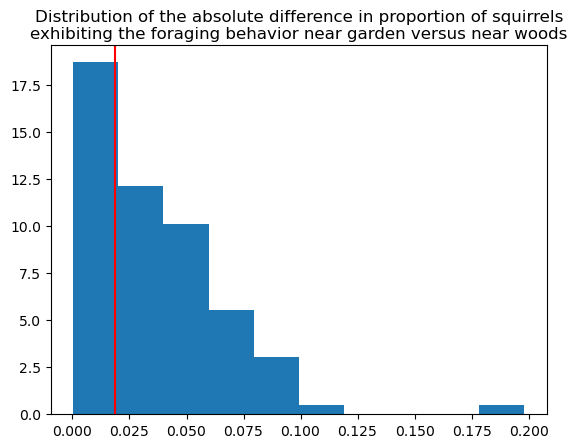 Distribution of the absolute difference in proportion of squirrels
exhibiting the foraging behavior near garden versus near woods
17.5
15.0
12.5
10.0
7.5
5.0
2.5
0.0
0.000 0.025 0.050 0.075 0.100 0.125 0.150 0.175 0.200